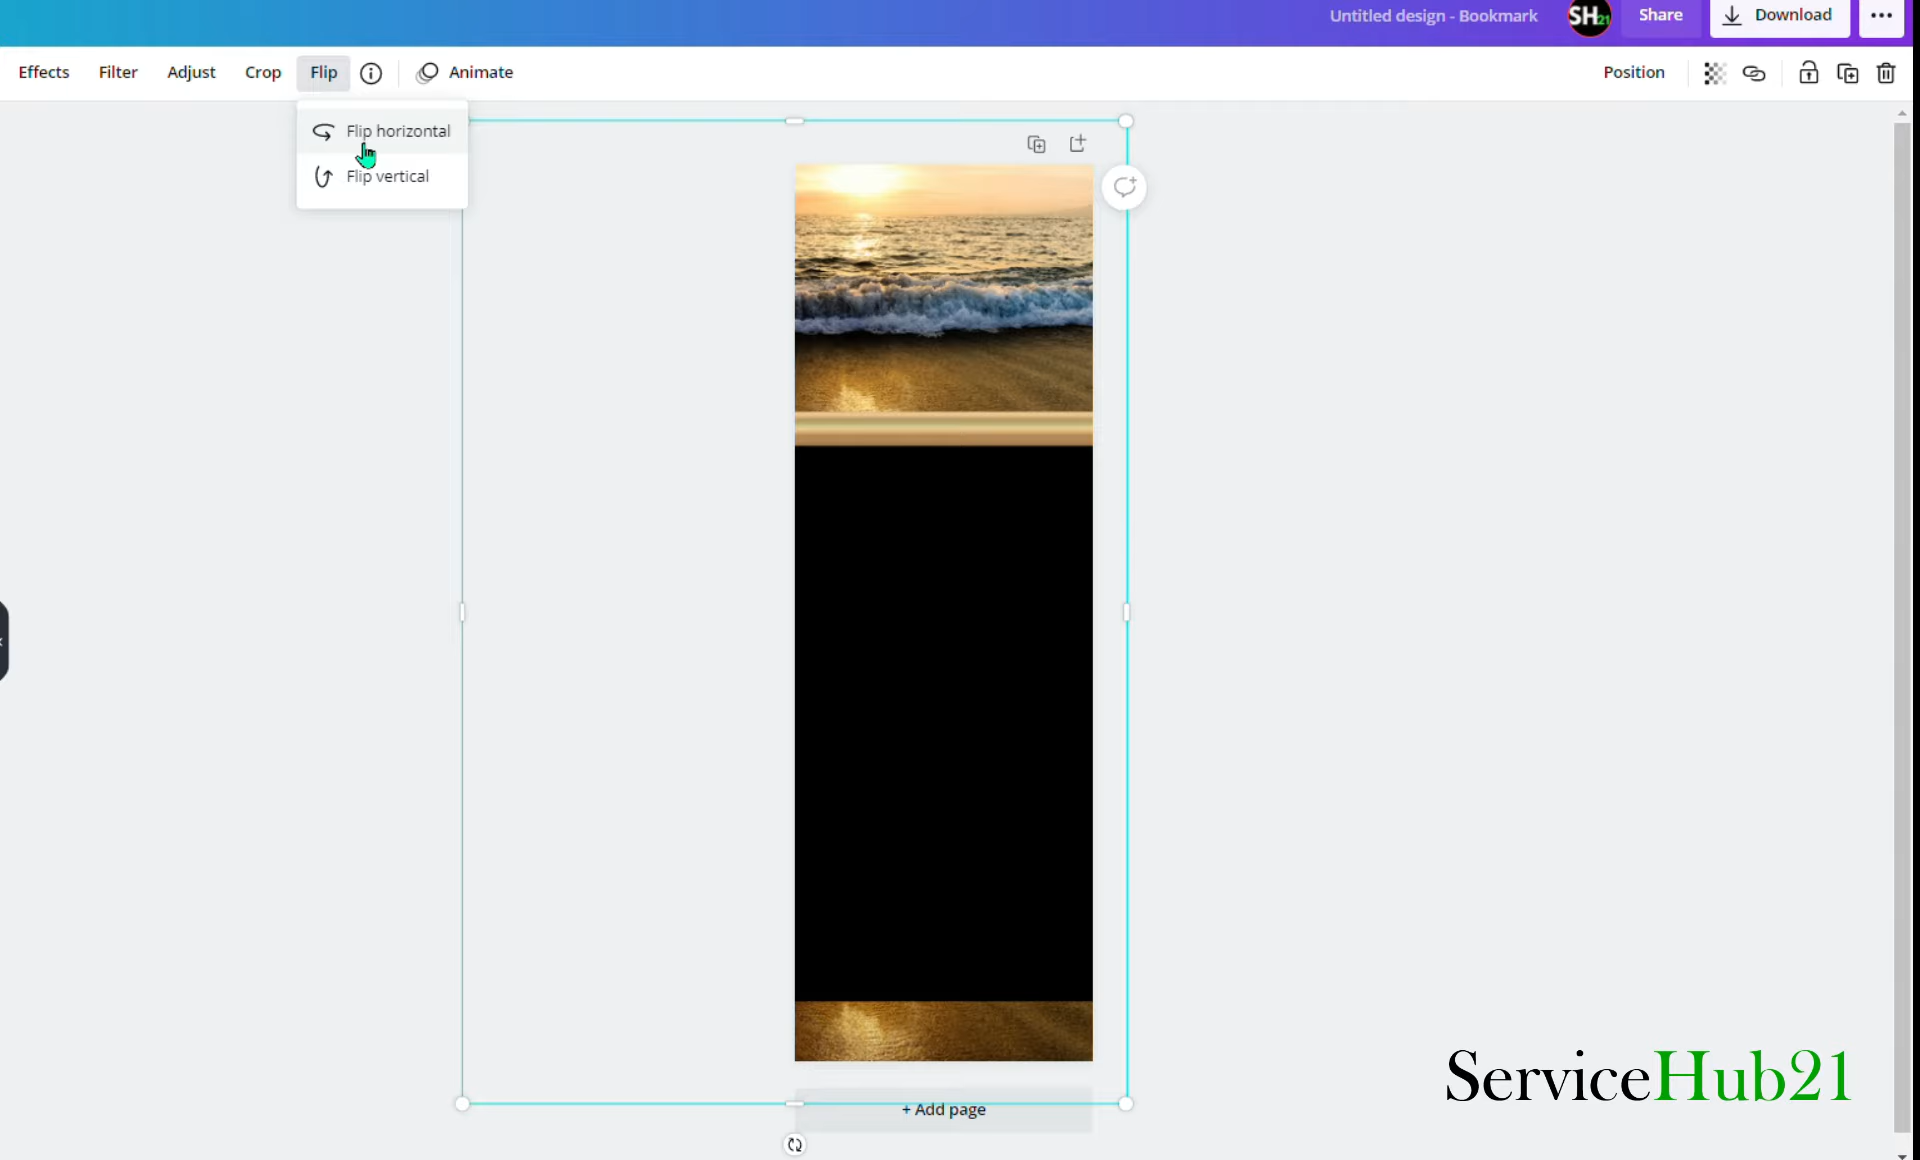 Untitled design - Bookmark
SH21
Share
Download
Effects
Filter
Adjust
Crop
Flip
Animate
Position
Flip horizontal
Flip vertical
+ Add page
ServiceHub21